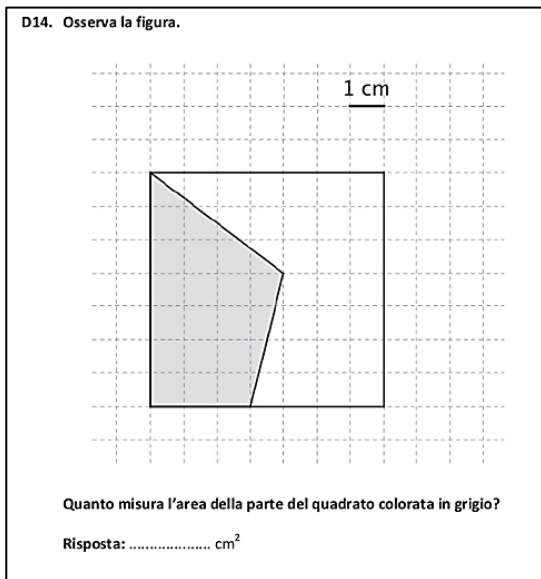 D14. Osserva la figura.
1 cm
Quanto misura l'area della parte del quadrato colorata in grigio?
Risposta: ..................... cm²